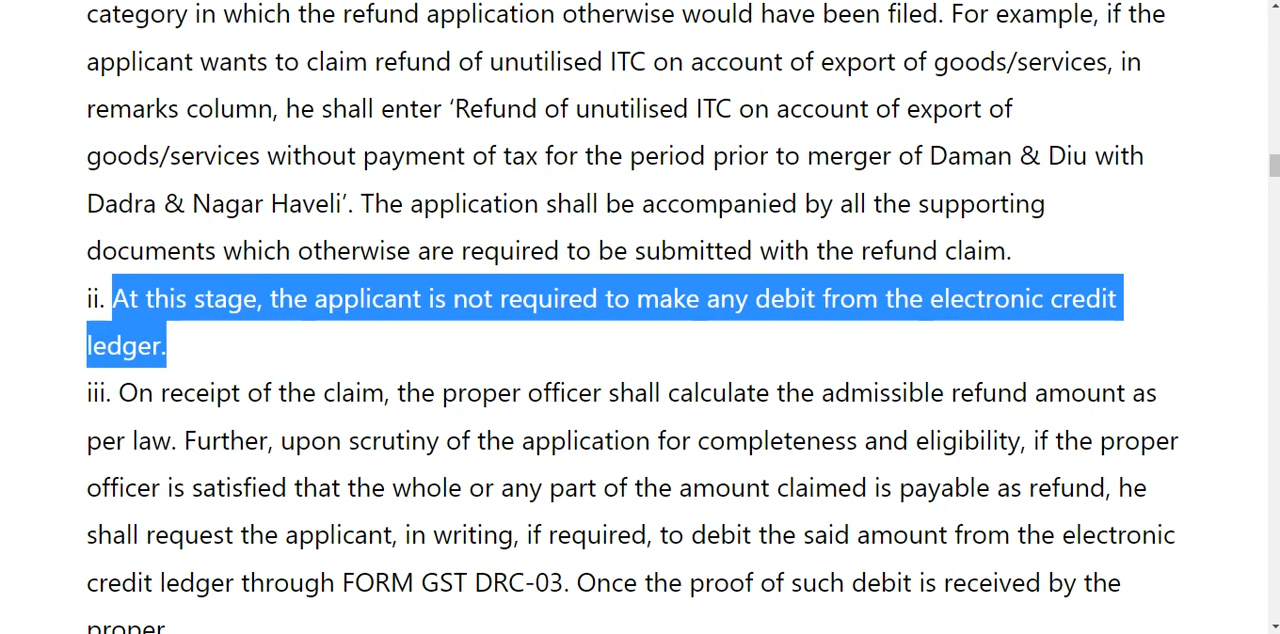 category in which the refund application otherwise would have been filed. For example, if the
applicant wants to claim refund of unutilised ITC on account of export of goods/services, in
remarks column, he shall enter ‘Refund of unutilised ITC on account of export of
goods/services without payment of tax for the period prior to merger of Daman & Diu with
Dadra & Nagar Haveli’. The application shall be accompanied by all the supporting
documents which otherwise are required to be submitted with the refund claim.
ii. At this stage, the applicant is not required to make any debit from the electronic credit
ledger.
iii. On receipt of the claim, the proper officer shall calculate the admissible refund amount as
per law. Further, upon scrutiny of the application for completeness and eligibility, if the proper
officer is satisfied that the whole or any part of the amount claimed is payable as refund, he
shall request the applicant, in writing, if required, to debit the said amount from the electronic
credit ledger through FORM GST DRC-03. Once the proof of such debit is received by the
proper